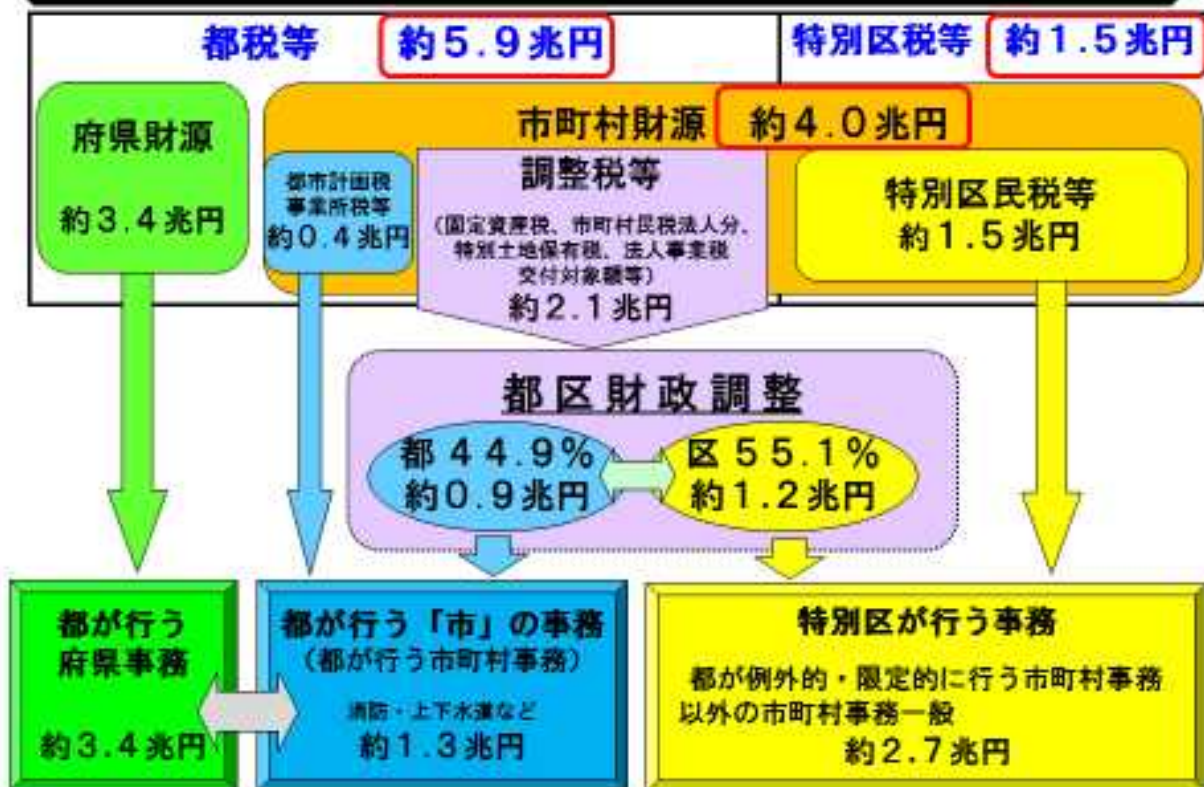 都税等 約5.9兆円
特別区税等 約1.5兆円
府県財源
約3.4兆円
市町村財源 約4.0兆円
都市計画税
事業所税等
約0.4兆円
調整税等
(固定資産税、市町村民税法人分、
特別土地保有税、法人事業税
交付対象額等)
約2.1兆円
特別区民税等
約1.5兆円
都区財政調整
都44.9%
約0.9兆円
区55.1%
約1.2兆円
都が行う
府県事務
約3.4兆円
都が行う「市」の事務
(都が行う市町村事務)
消防・上下水道など
約1.3兆円
特別区が行う事務
都が例外的・限定的に行う市町村事務
以外の市町村事務一般
約2.7兆円